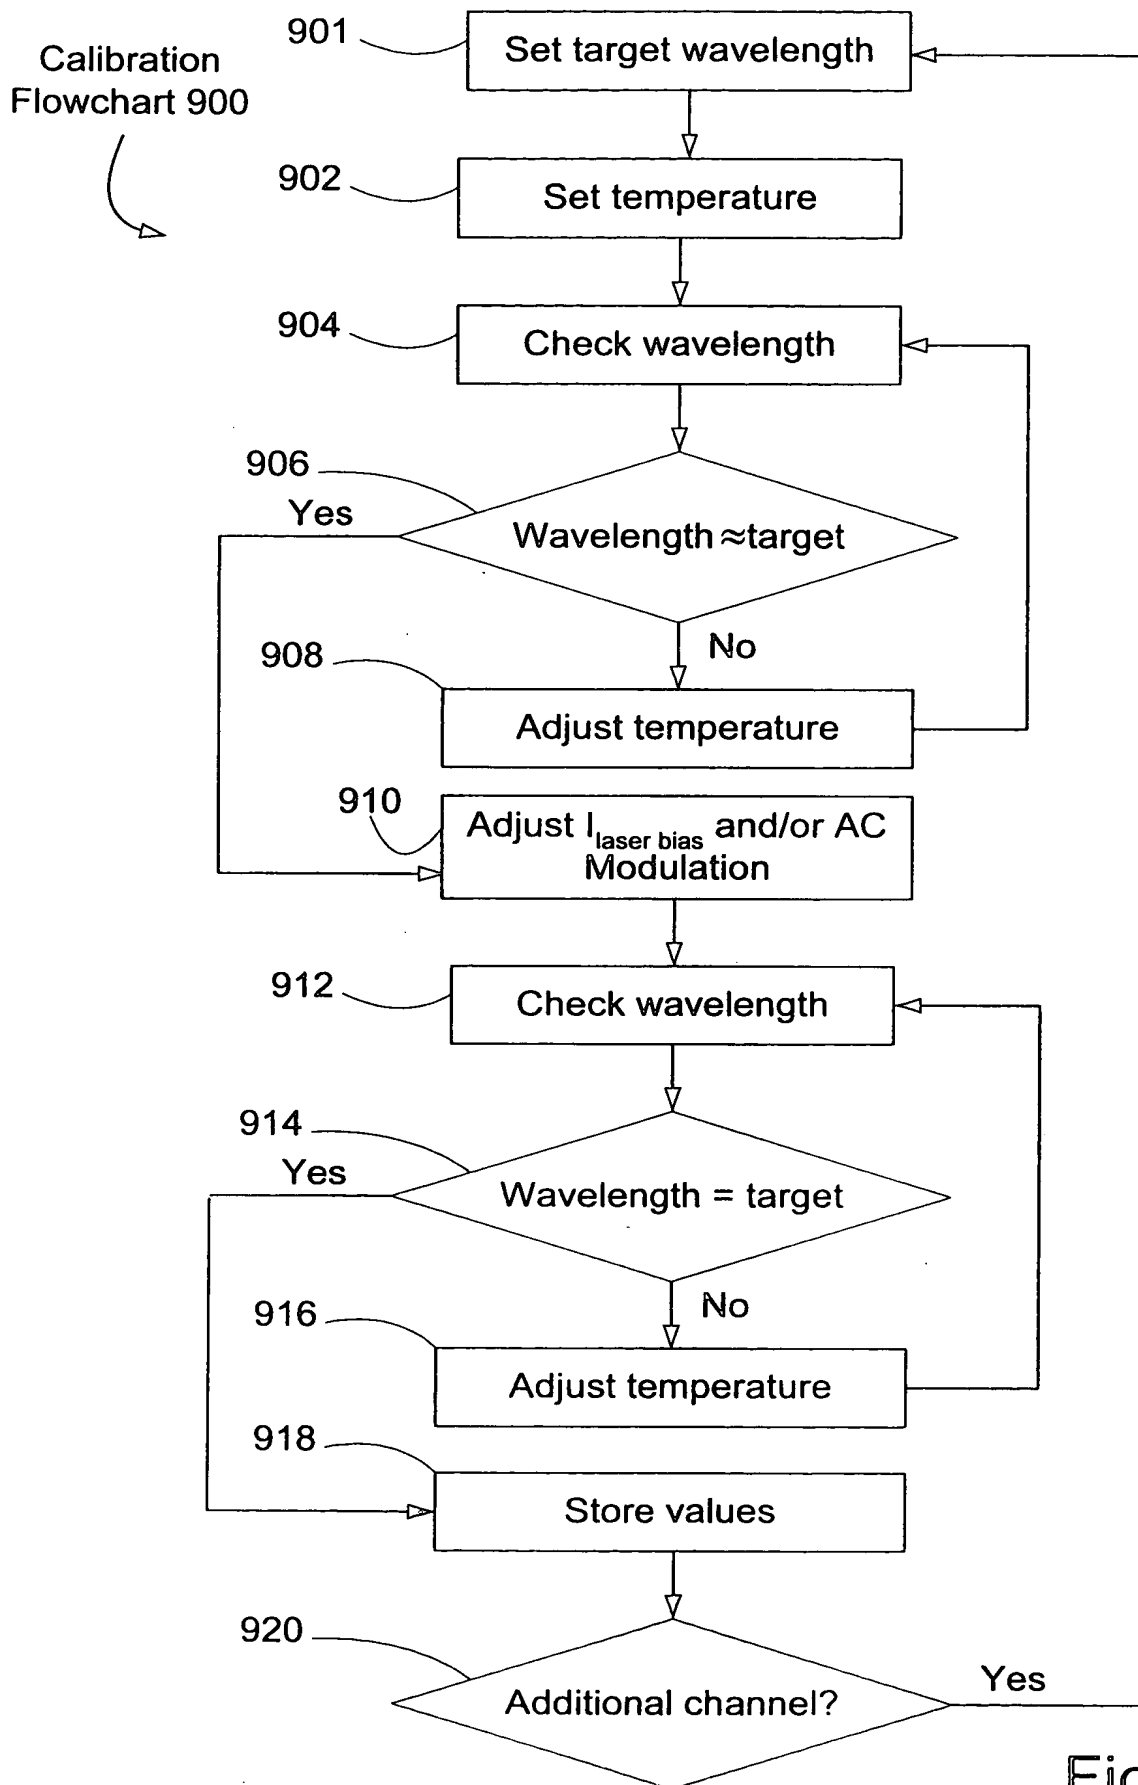 Calibration
Flowchart 900
901
Set target wavelength
902
Set temperature
904
Check wavelength
906
Yes
Wavelength ≈target
No
908
Adjust temperature
910
Adjust I laser bias and/or AC
Modulation
912
Check wavelength
914
Yes
Wavelength = target
No
916
Adjust temperature
918
Store values
920
Additional channel?
Yes